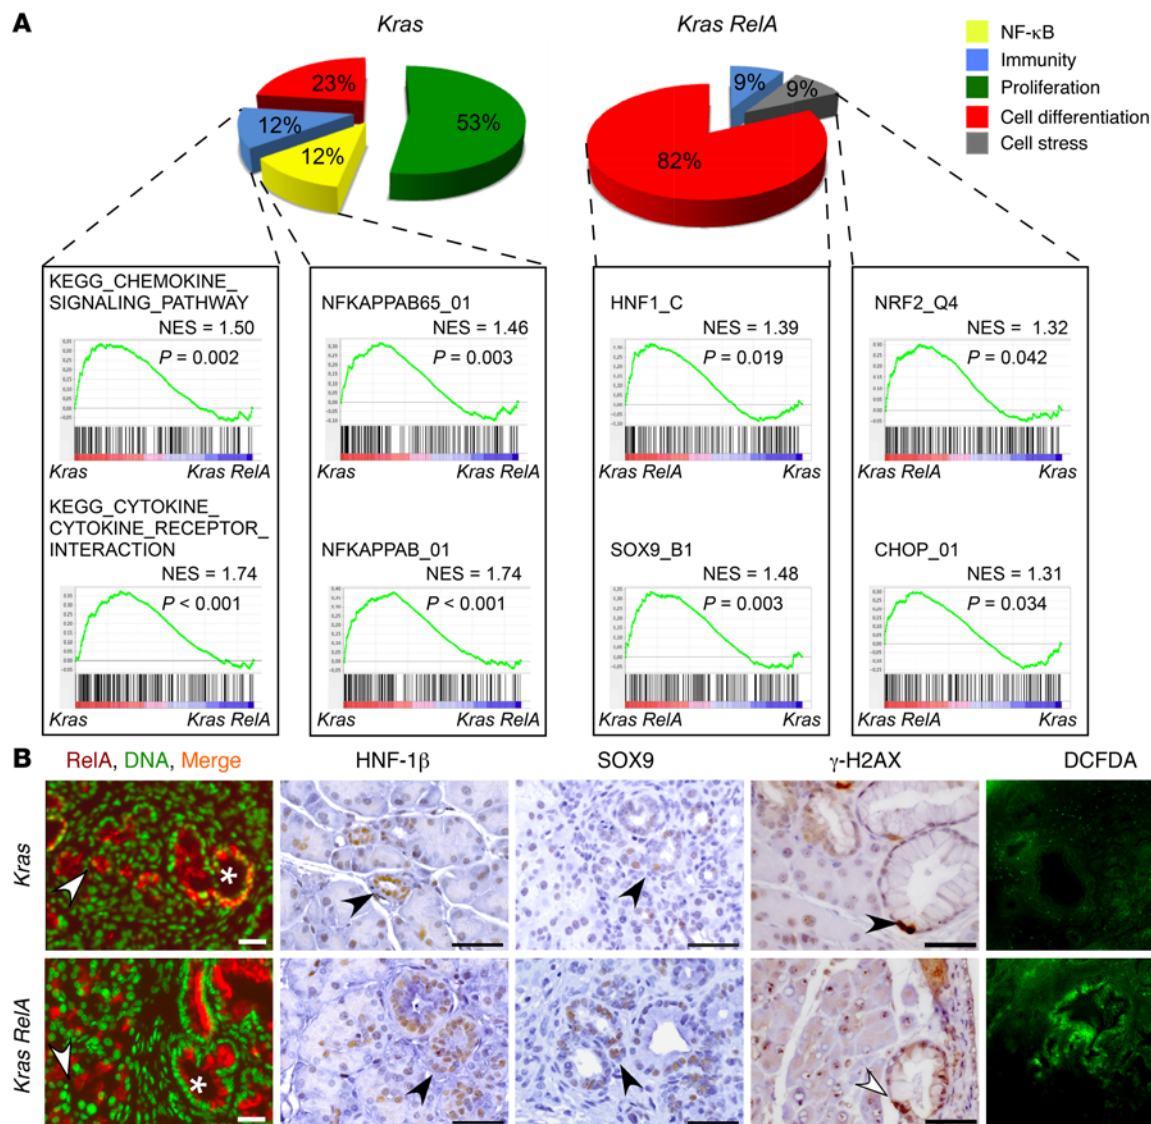 A
Kras
Kras RelA
NF-κB
Immunity
Proliferation
Cell differentiation
Cell stress
23%
53%
12%
12%
9%
9%
82%
KEGG_CHEMOKINE_
SIGNALING_PATHWAY
NES = 1.50
P = 0.002
Kras
Kras RelA
NFKAPPAB65_01
NES = 1.46
P = 0.003
Kras
Kras RelA
HNF1_C
NES = 1.39
P = 0.019
Kras RelA
Kras
NRF2_Q4
NES = 1.32
P = 0.042
Kras RelA
Kras
KEGG_CYTOKINE_
CYTOKINE_RECEPTOR_
INTERACTION
NES = 1.74
P < 0.001
Kras
Kras RelA
NFKAPPAB_01
NES = 1.74
P < 0.001
Kras
Kras RelA
SOX9_B1
NES = 1.48
P = 0.003
Kras RelA
Kras
CHOP_01
NES = 1.31
P = 0.034
Kras RelA
Kras
B
RelA, DNA, Merge
HNF-1β
SOX9
γ-H2AX
DCFDA
Kras
*
Kras RelA
*